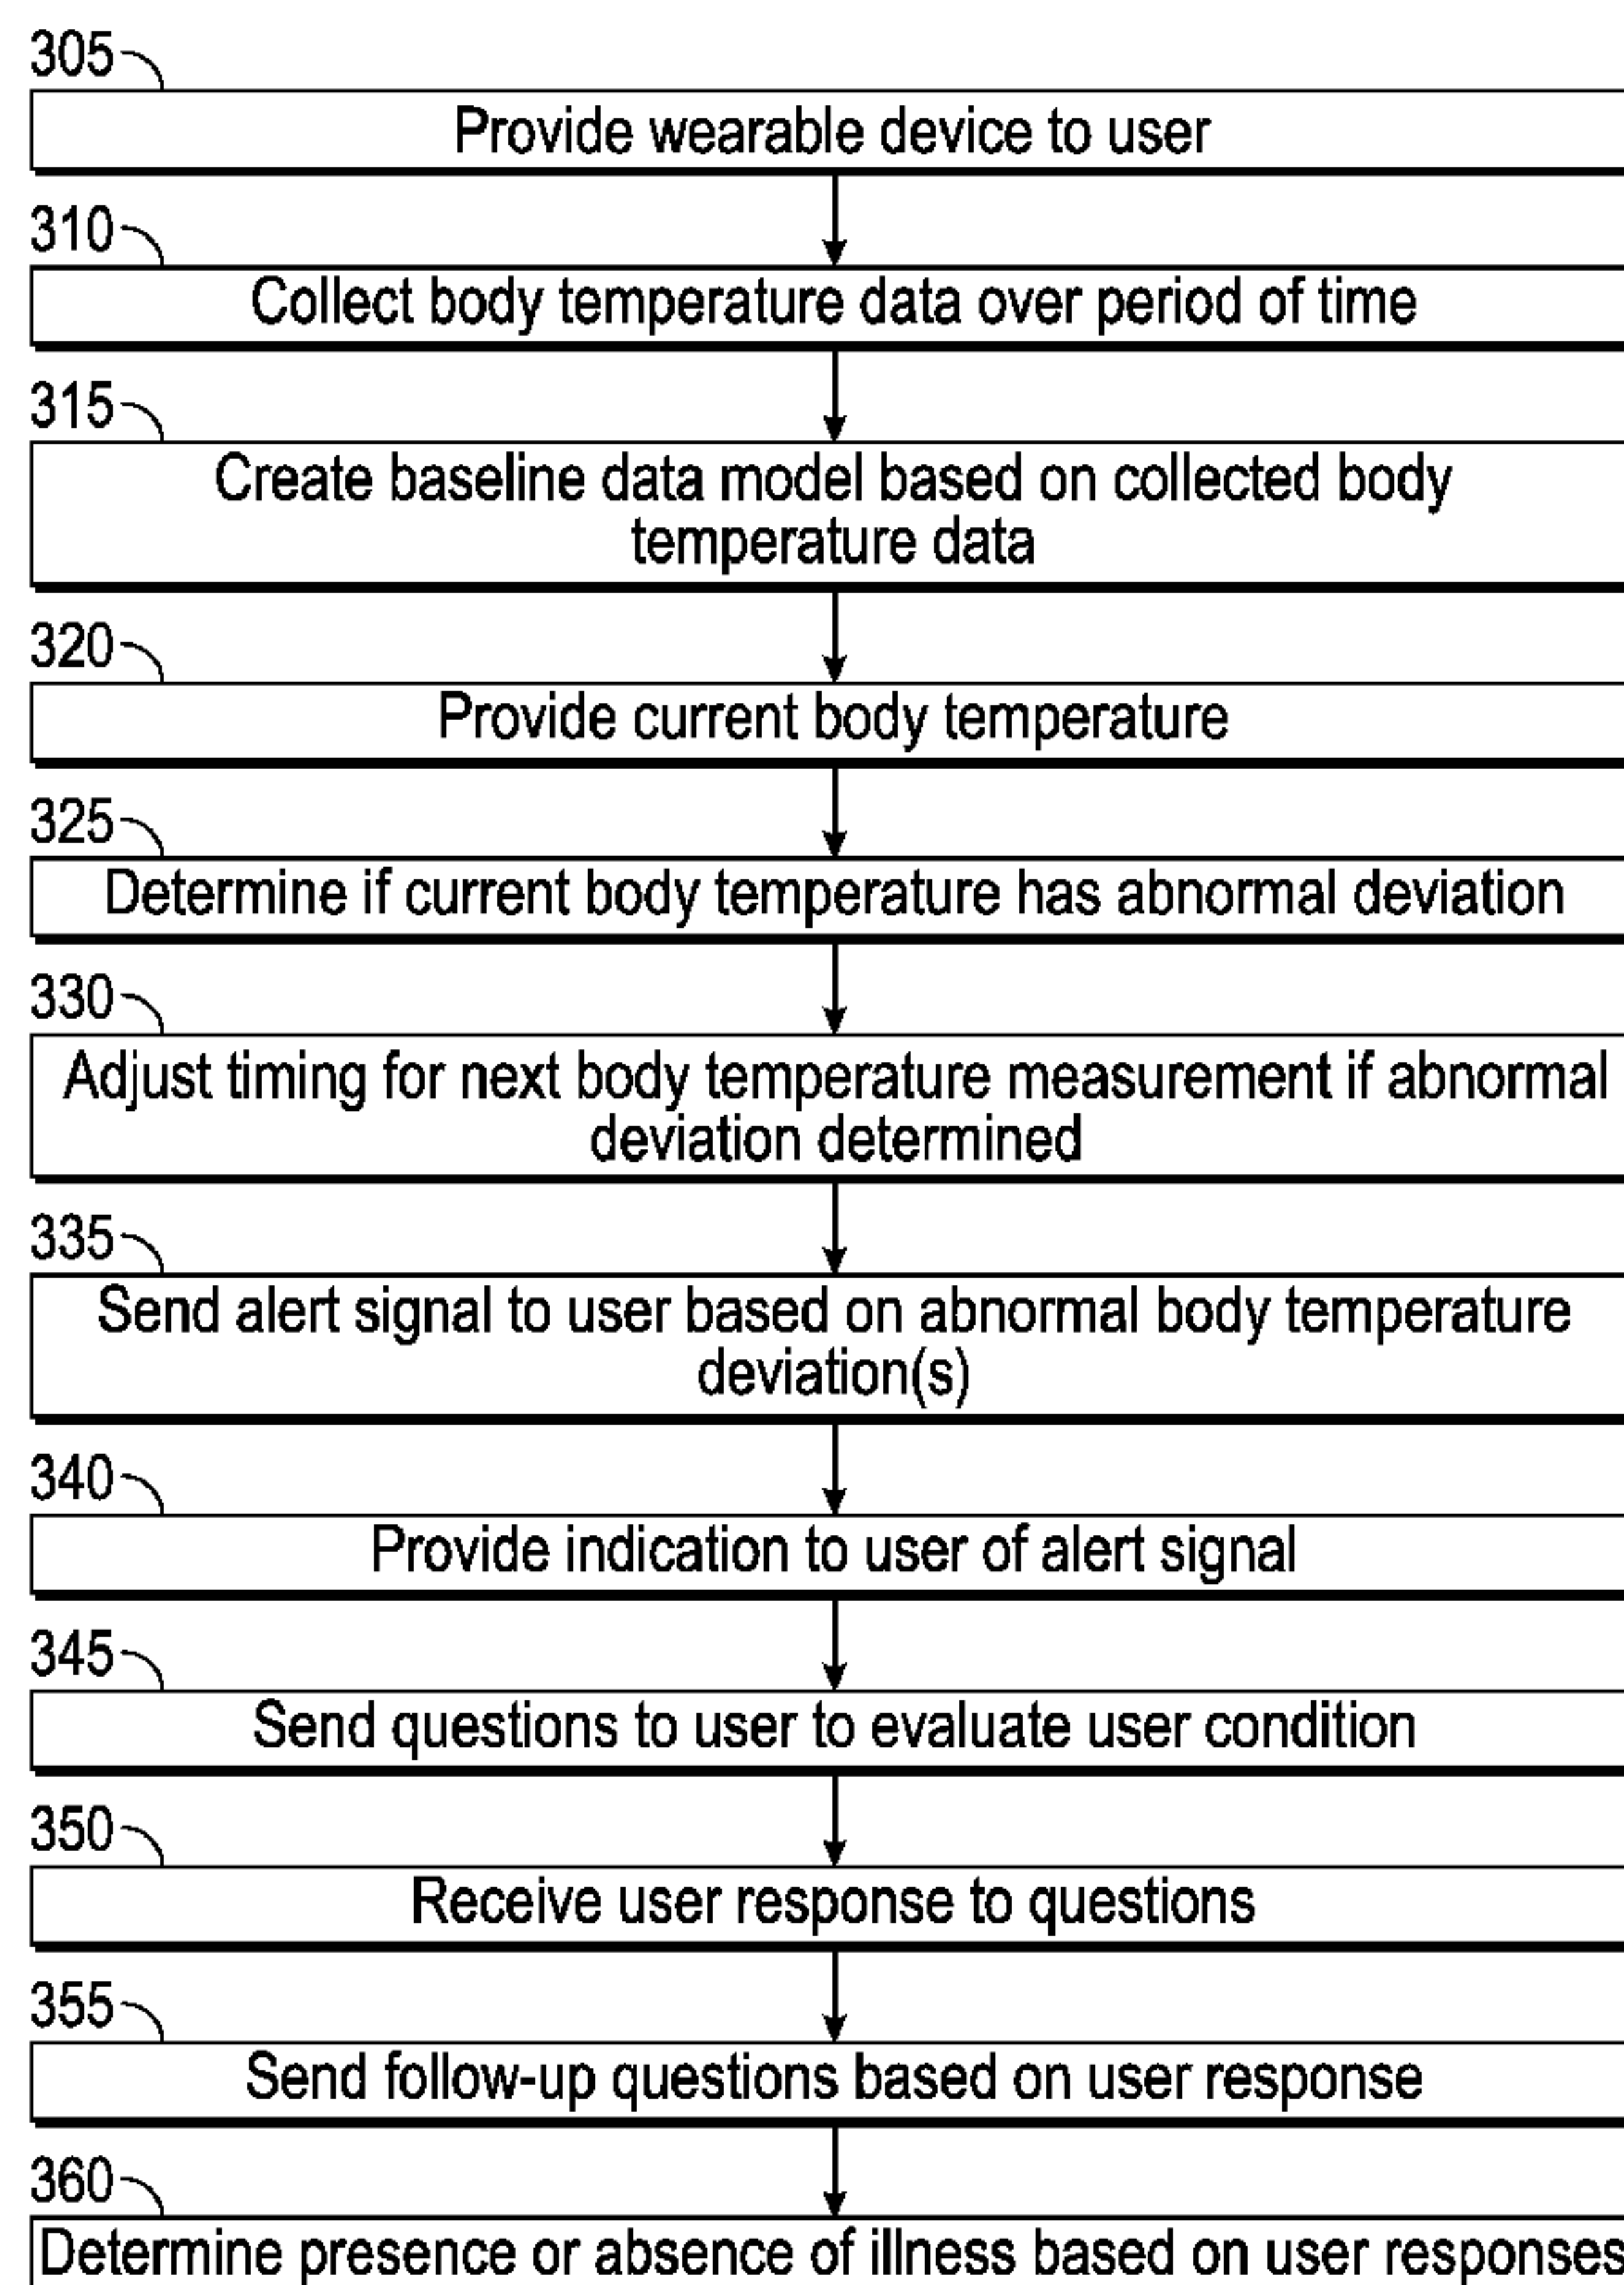 305
Provide wearable device to user
310
Collect body temperature data over period of time
315
Create baseline data model based on collected body
temperature data
320
Provide current body temperature
325
Determine if current body temperature has abnormal deviation
330
Adjust timing for next body temperature measurement if abnormal
deviation determined
335
Send alert signal to user based on abnormal body temperature
deviation(s)
340
Provide indication to user of alert signal
345
Send questions to user to evaluate user condition
350
Receive user response to questions
355
Send follow-up questions based on user response
360
Determine presence or absence of illness based on user responses